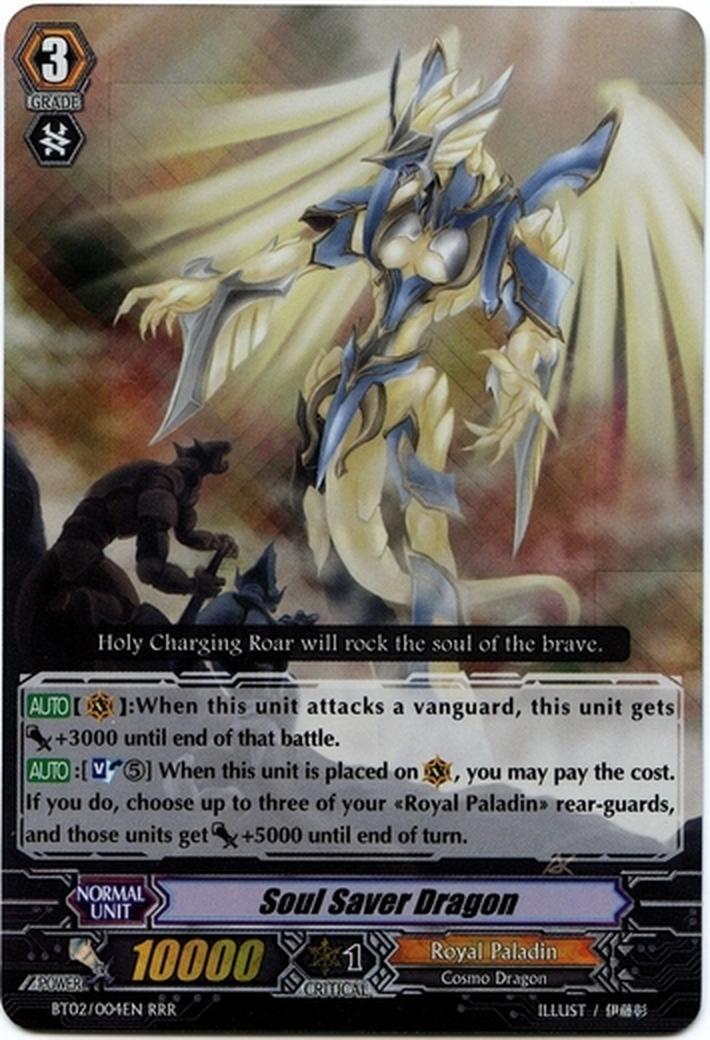 3
GRADE
Holy Charging Roar will rock the soul of the brave.
AUTO [ ]:When this unit attacks a vanguard, this unit gets
+3000 until end of that battle.
AUTO :[ V ⑤] When this unit is placed on , you may pay the cost.
If you do, choose up to three of your «Royal Paladin» rear-guards,
and those units get +5000 until end of turn.
NORMAL
UNIT
Soul Saver Dragon
POWER 10000
1
CRITICAL
Royal Paladin
Cosmo Dragon
BT02/004EN RRR
ILLUST / 伊藤彰